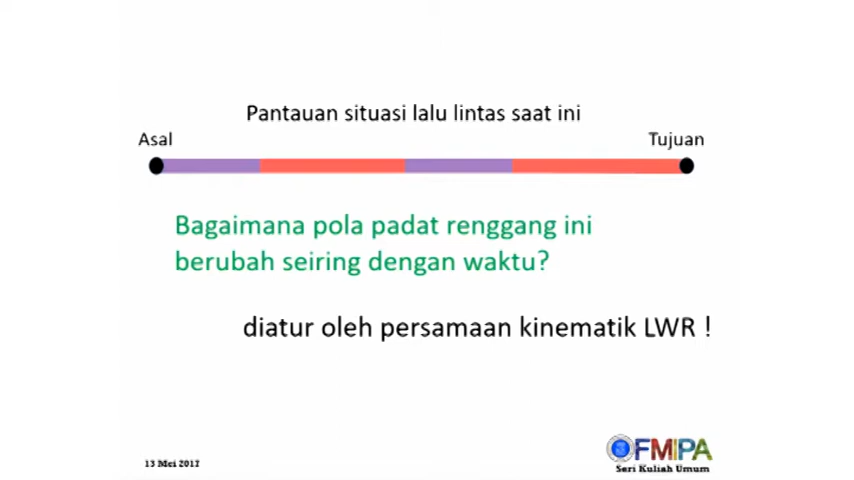 Pantauan situasi lalu lintas saat ini
Asal
Tujuan
Bagaimana pola padat renggang ini
berubah seiring dengan waktu?
diatur oleh persamaan kinematik LWR !
13 Mei 2017
FMIPA
Seri Kuliah Umum